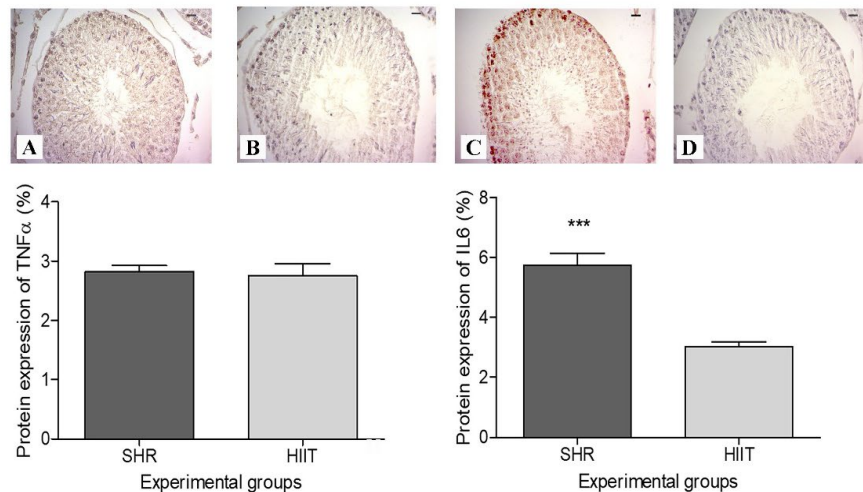 A
B
C
D
Protein expression of TNFα (%)
4
3
2
1
0
SHR
HIIT
Experimental groups
Protein expression of IL6 (%)
8
6
4
2
0
***
SHR
HIIT
Experimental groups